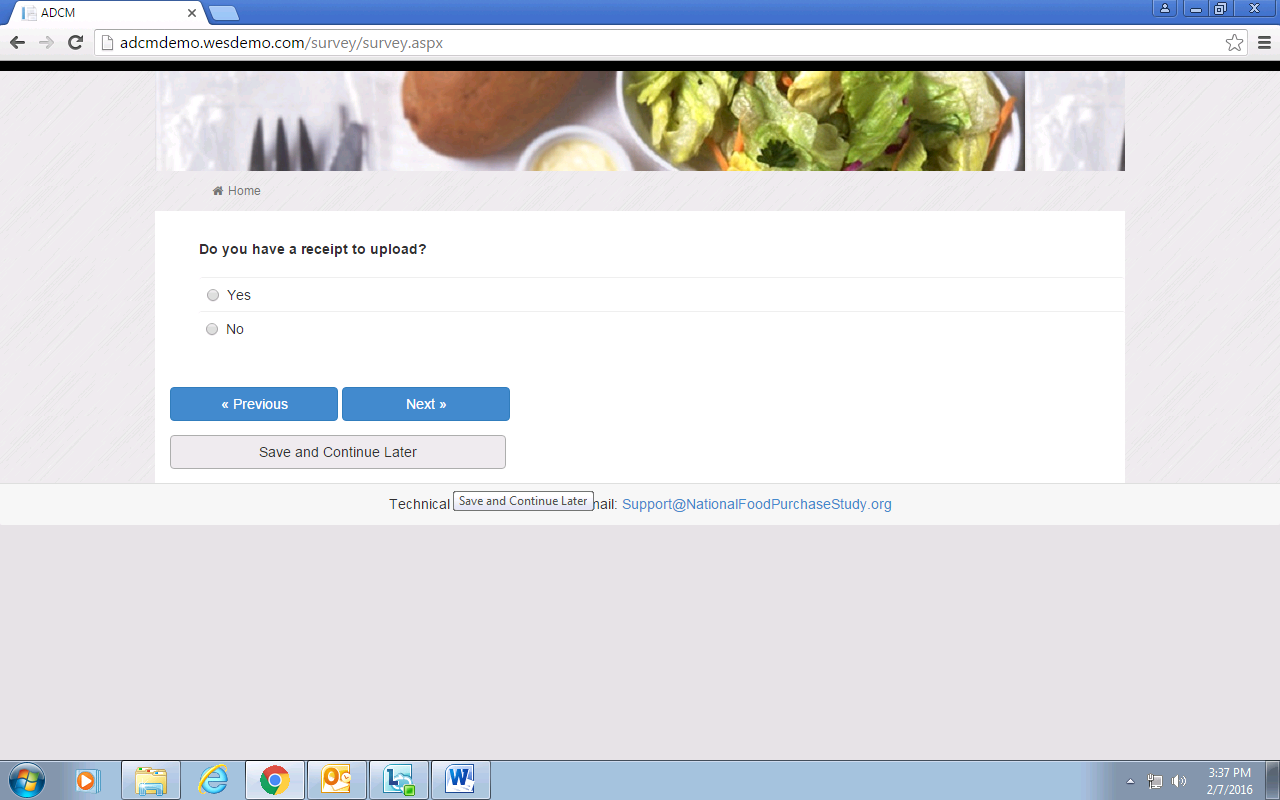 ADCM
adcmdemo.wesdemo.com/survey/survey.aspx
Home
Do you have a receipt to upload?
Yes
No
« Previous
Next »
Save and Continue Later
Technical Save and Continue Later mail: Support@NationalFoodPurchaseStudy.org
3:37 PM
2/7/2016